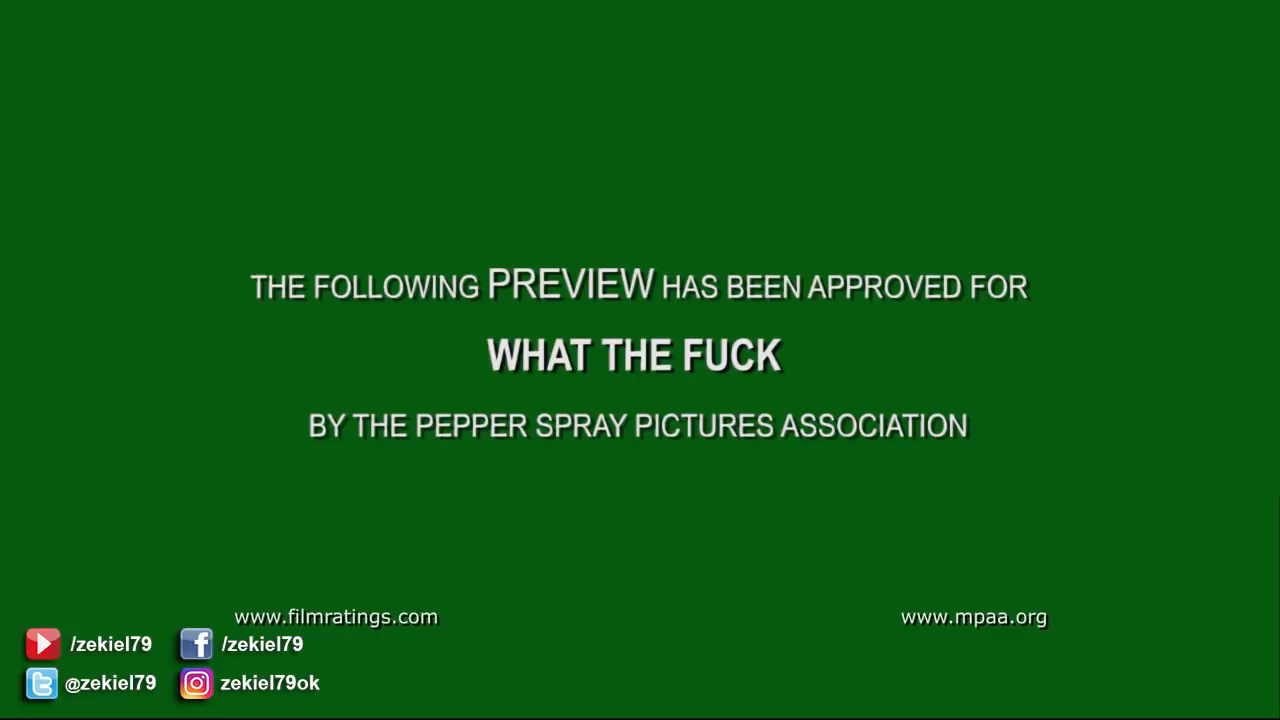 THE FOLLOWING PREVIEW HAS BEEN APPROVED FOR
WHAT THE FUCK
BY THE PEPPER SPRAY PICTURES ASSOCIATION
www.filmratings.com www.mpaa.org
/zekiel79 /zekiel79
@zekiel79 zekiel79ok